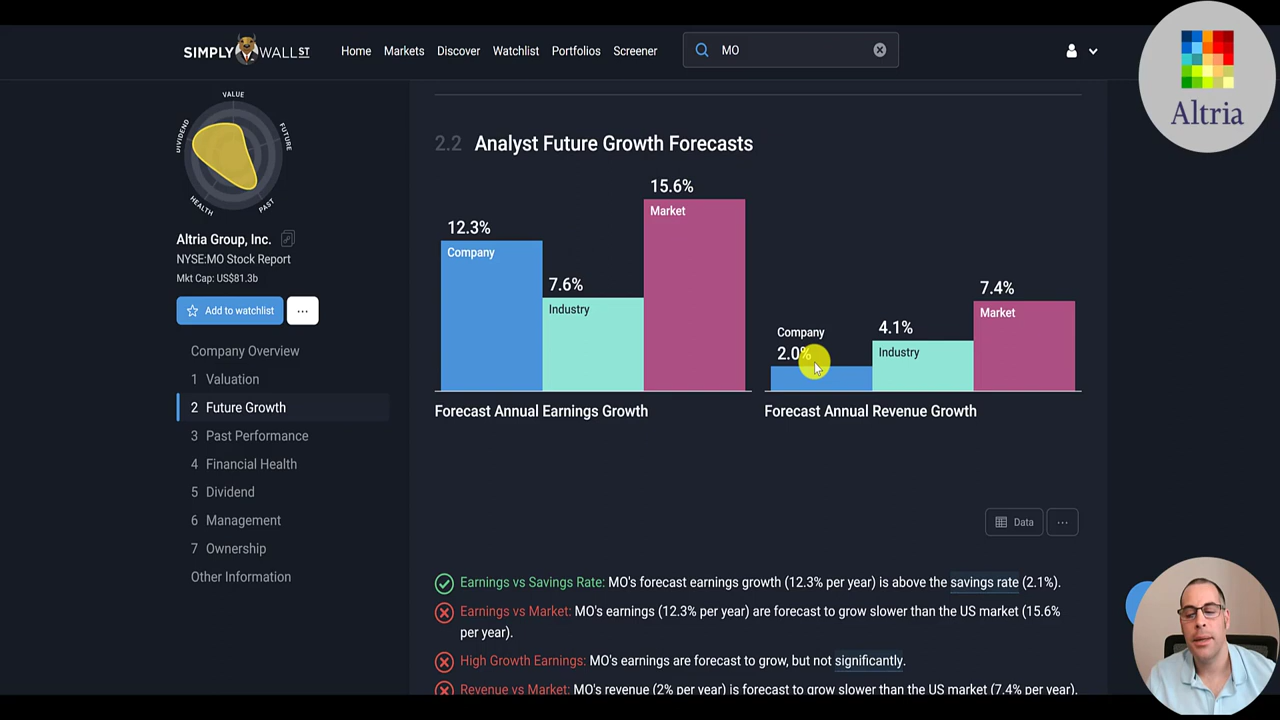 SIMPLY WALL ST
Home Markets Discover Watchlist Portfolios Screener
MO
Altria
VALUE
FUTURE
PAST
HEALTH
DIVIDEND
Altria Group, Inc.
NYSE:MO Stock Report
Mkt Cap: US$81.3b
Add to watchlist
...
Company Overview
1 Valuation
2 Future Growth
3 Past Performance
4 Financial Health
5 Dividend
6 Management
7 Ownership
Other Information
2.2 Analyst Future Growth Forecasts
12.3%
Company
7.6%
Industry
15.6%
Market
Forecast Annual Earnings Growth
Company
2.0%
4.1%
Industry
7.4%
Market
Forecast Annual Revenue Growth
Data
...
Earnings vs Savings Rate: MO's forecast earnings growth (12.3% per year) is above the savings rate (2.1%).
Earnings vs Market: MO's earnings (12.3% per year) are forecast to grow slower than the US market (15.6%
per year).
High Growth Earnings: MO's earnings are forecast to grow, but not significantly.
Revenue vs Market: MO's revenue (2% per year) is forecast to grow slower than the US market (7.4% per year).